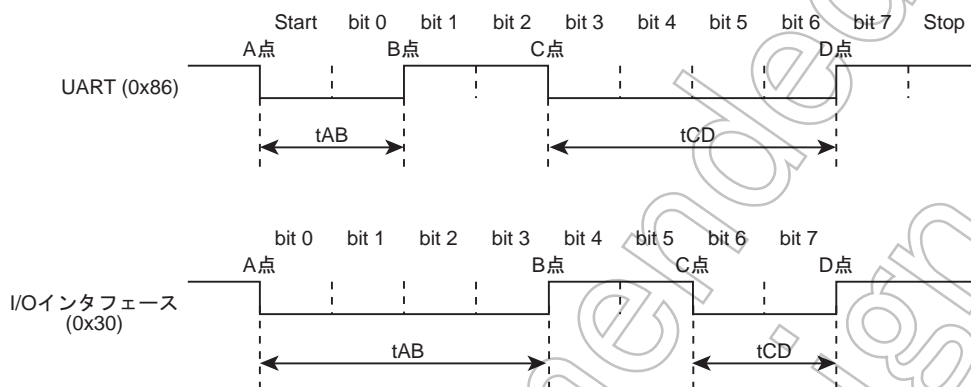 Start bit 0 bit 1 bit 2 bit 3 bit 4 bit 5 bit 6 bit 7 Stop
A点 B点 C点 D点
UART (0x86)
tAB tCD
bit 0 bit 1 bit 2 bit 3 bit 4 bit 5 bit 6 bit 7
A点 B点 C点 D点
I/Oインタフェース
(0x30)
tAB tCD